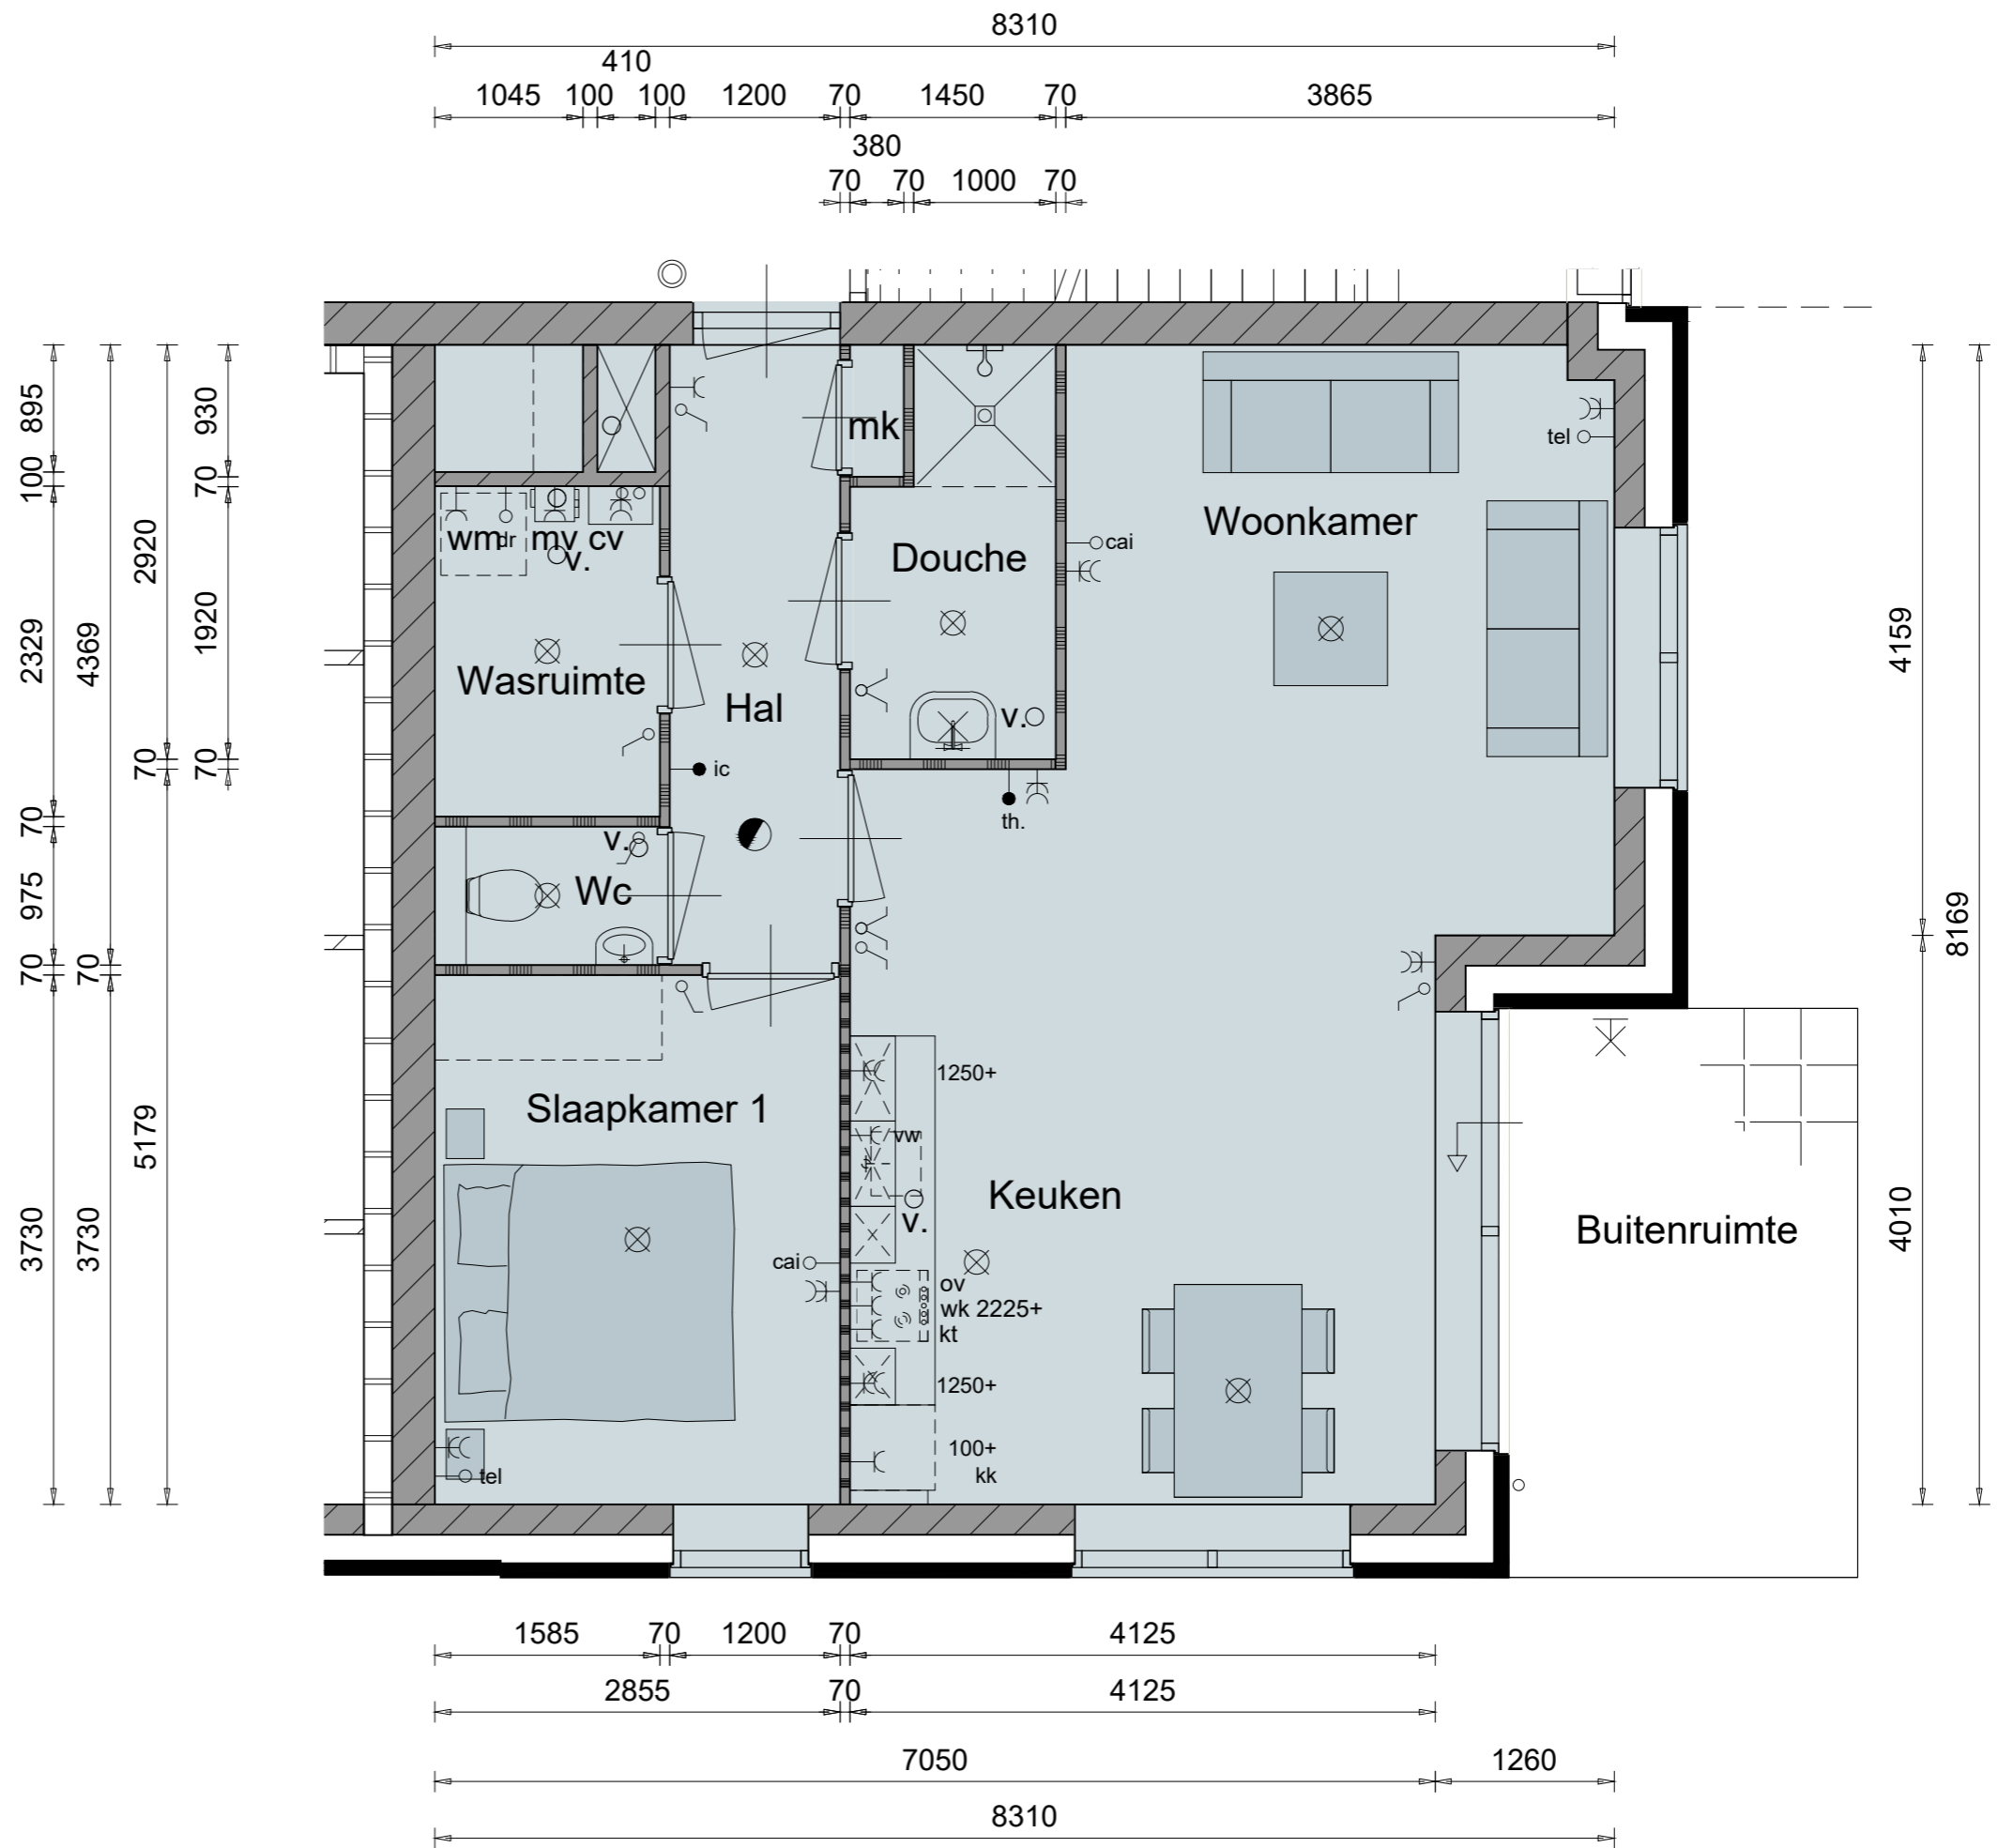 8310
410
1045 100 100 1200 70 1450 70 3865
380
70 70 1000 70
895
100
2329
70
975
70
3730
4369
70
3730
2920
70
5179
930
70
1920
70
mk
tel
Woonkamer
wm dr mv cv
v.
Douche
cai
Wasruimte
Hal
v.
ic
th.
v.
Wc
4159
8169
4010
Slaapkamer 1
1250+
vw
Keuken
v.
Buitenruimte
cai
ov
wk 2225+
kt
1250+
100+
kk
tel
1585 70 1200 70 4125
2855 70 4125
7050 1260
8310